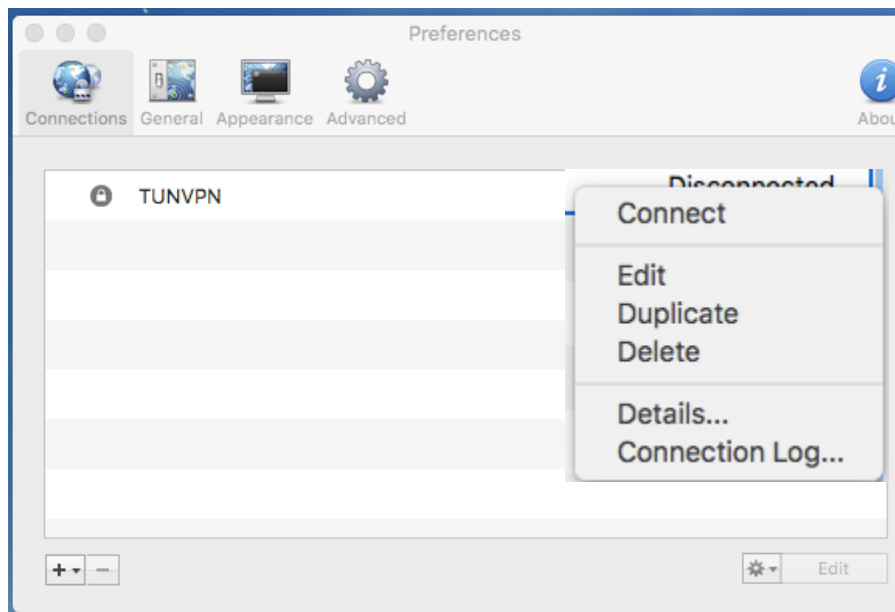 Preferences
Connections General Appearance Advanced
TUNVPN
Disconnected
Connect
Edit
Duplicate
Delete
Details...
Connection Log...
Edit